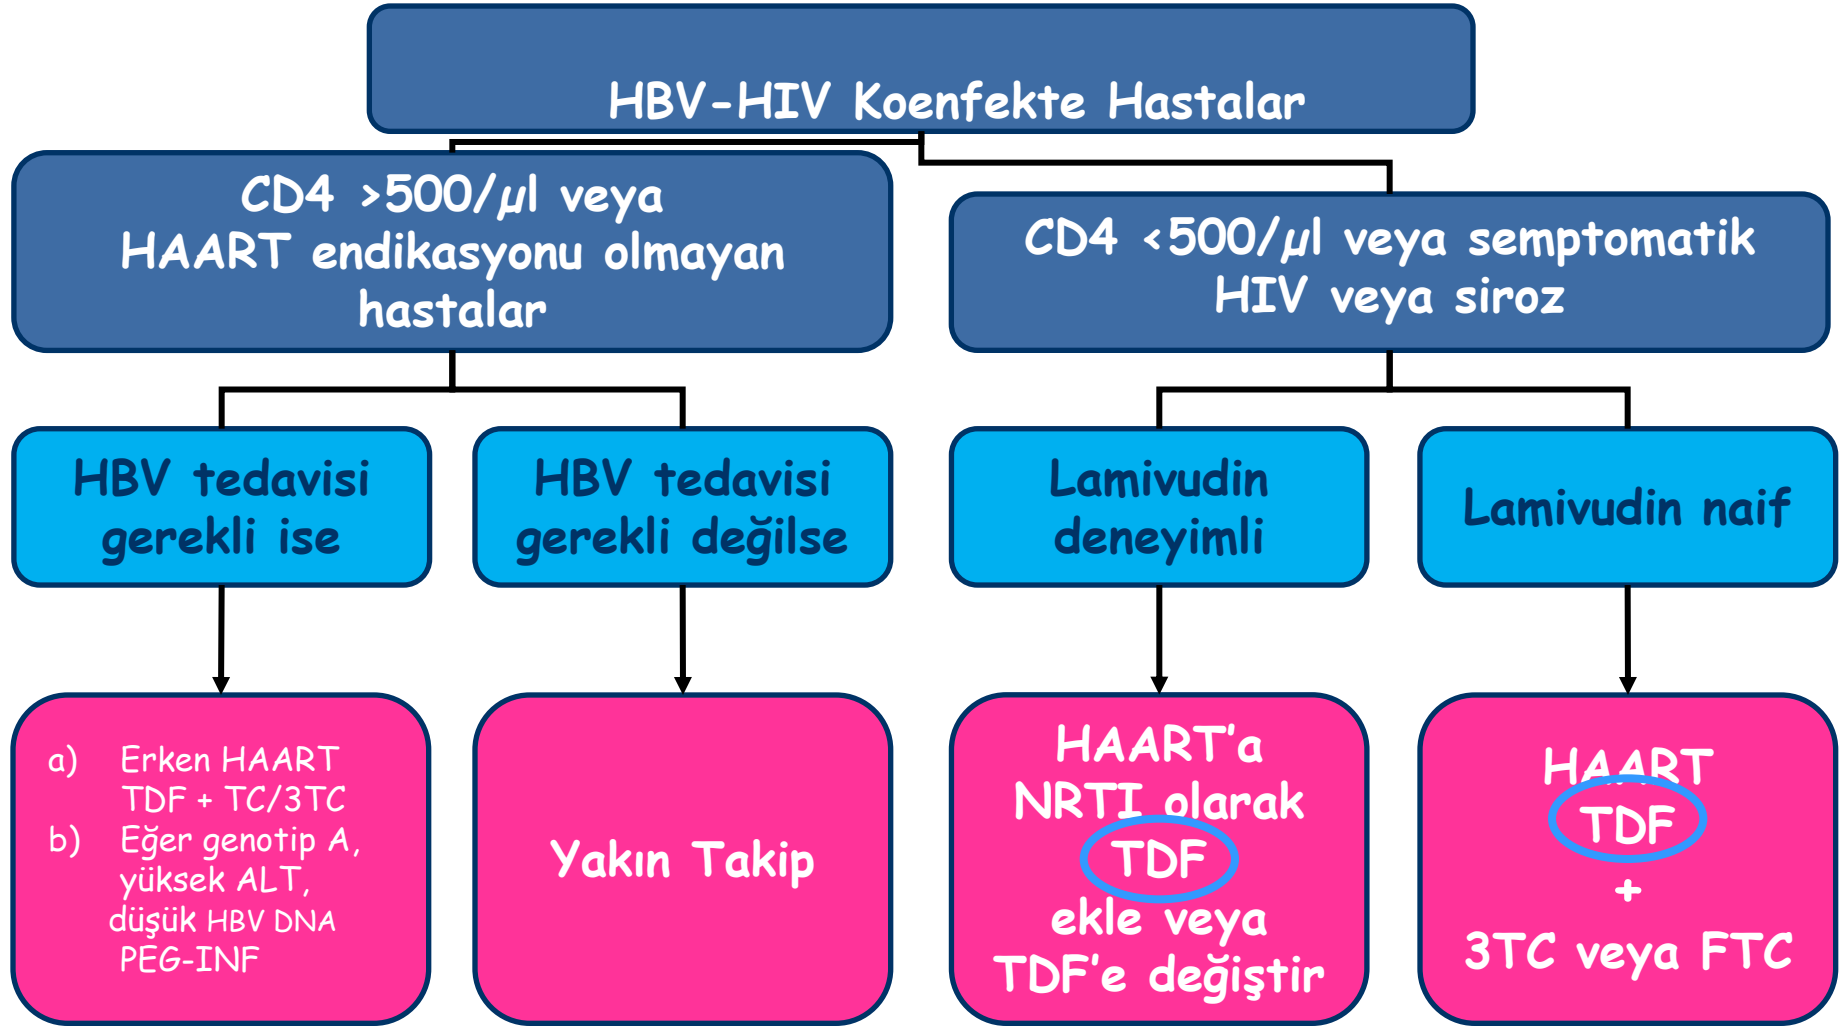 HBV-HIV Koenfekte Hastalar
CD4 >500/µl veya
HAART endikasyonu olmayan
hastalar
CD4 <500/µl veya semptomatik
HIV veya siroz
HBV tedavisi
gerekli ise
HBV tedavisi
gerekli değilse
Lamivudin
deneyimli
Lamivudin naif
a) Erken HAART
TDF + TC/3TC
b) Eğer genotip A,
yüksek ALT,
düşük HBV DNA
PEG-INF
Yakın Takip
HAART'a
NRTI olarak
TDF
ekle veya
TDF'e değiştir
HAART
TDF
+
3TC veya FTC